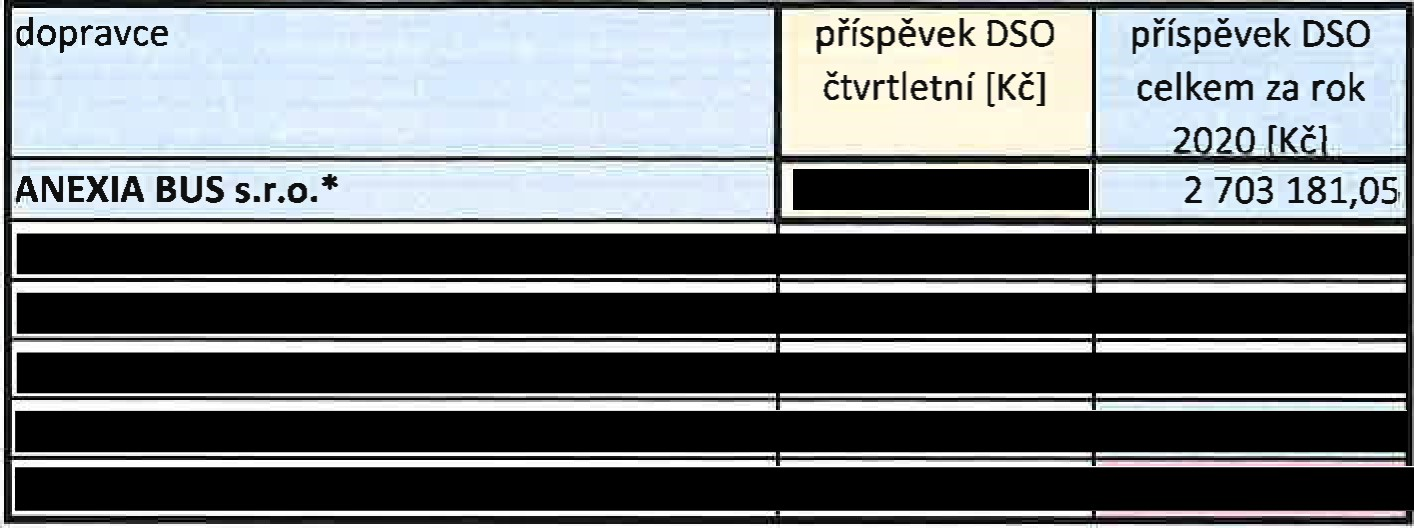 dopravce
příspěvek DSO
čtvrtletní [Kč]
příspěvek DSO
celkem za rok
2020 [Kč]
ANEXIA BUS s.r.o.*
2 703 181,05